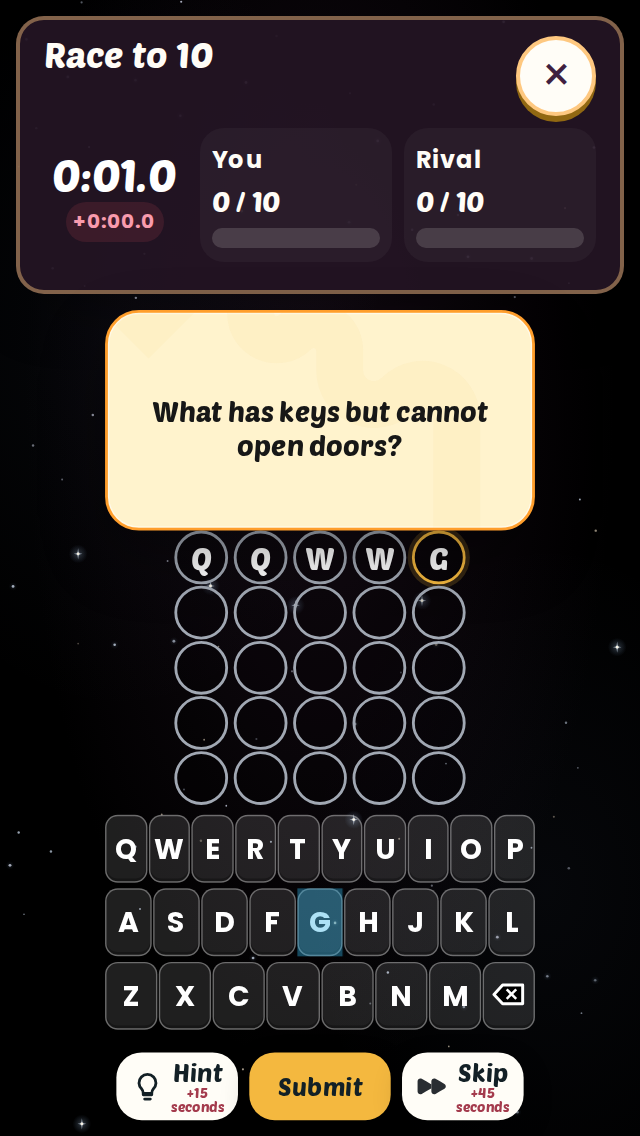 Race to 10
0:01.0
+0:00.0
You
0 / 10
Rival
0 / 10
What has keys but cannot
open doors?
Q Q W W G
Q W E R T Y U I O P
A S D F G H J K L
Z X C V B N M
Hint
+15
seconds
Submit
Skip
+45
seconds